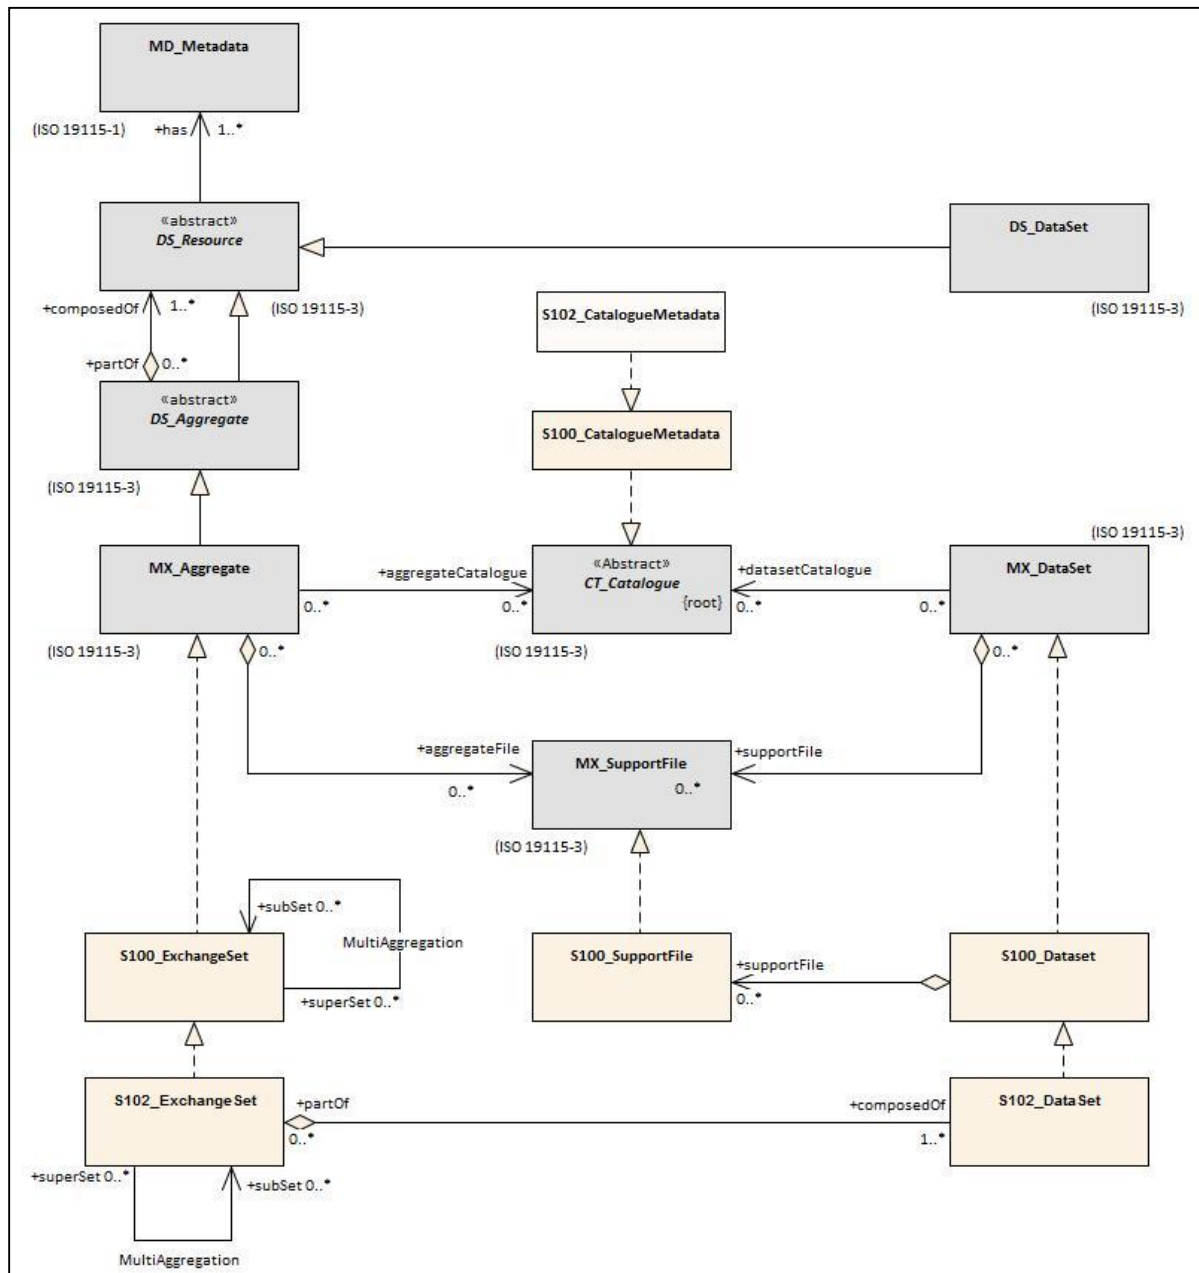 MD_Metadata
(ISO 19115-1)
+has
1..*
«abstract»
DS_Resource
DS_DataSet
+composedOf
1..*
(ISO 19115-3)
(ISO 19115-3)
S102_CatalogueMetadata
+partOf
0..*
«abstract»
DS_Aggregate
S100_CatalogueMetadata
(ISO 19115-3)
(ISO 19115-3)
MX_Aggregate
+aggregateCatalogue
0..*
0..*
«Abstract»
CT_Catalogue
{root}
+datasetCatalogue
0..*
0..*
MX_DataSet
(ISO 19115-3)
0..*
(ISO 19115-3)
0..*
+aggregateFile
0..*
MX_SupportFile
0..*
+supportFile
(ISO 19115-3)
+subSet 0..*
MultiAggregation
S100_ExchangeSet
+superSet 0..*
S100_SupportFile
+supportFile
0..*
S100_Dataset
S102_ExchangeSet
+partOf
0..*
+composedOf
1..*
S102_DataSet
+superSet 0..*
+subSet 0..*
MultiAggregation